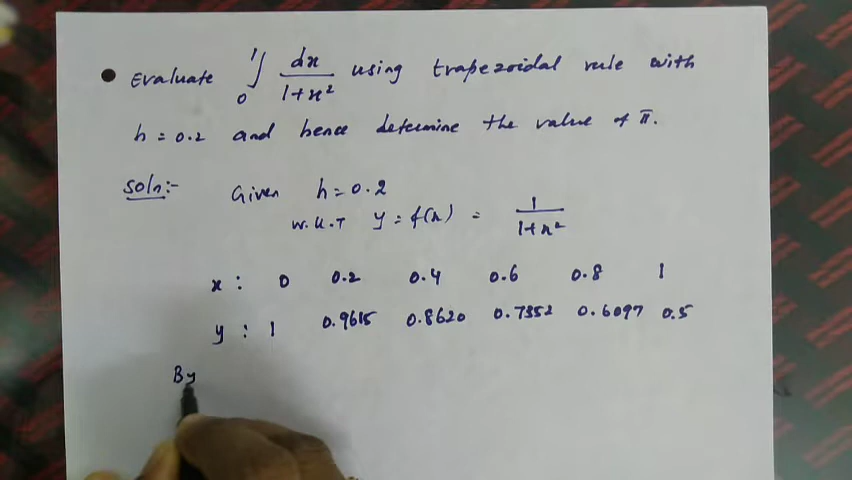 Evaluate ∫₀¹ dx/(1+x²) using trapezoidal rule with
h = 0.2 and hence determine the value of π.
Soln:- Given h = 0.2
W.K.T y = f(x) = 1/(1+x²)
x : 0 0.2 0.4 0.6 0.8 1
y : 1 0.9615 0.8620 0.7352 0.6097 0.5
By